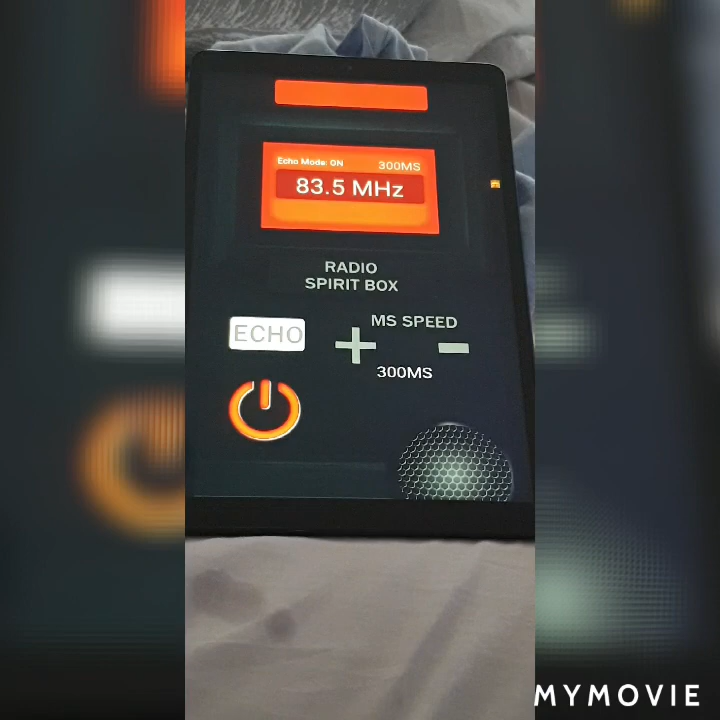 Echo Mode: ON 300MS
83.5 MHz
RADIO
SPIRIT BOX
MS SPEED
ECHO
+ -
300MS
MYMOVIE